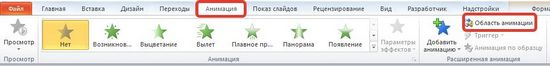 Файл Главная Вставка Дизайн Переходы Анимация Показ слайдов Рецензирование Вид Разработчик Надстройки Форма
Просмотр
Нет Возникнов... Выцветание Вылет Плавное пр... Панорама Появление
Параметры эффектов
Добавить анимацию
Область анимации
Триггер
Анимация по образцу
Просмотр Анимация Расширенная анимация